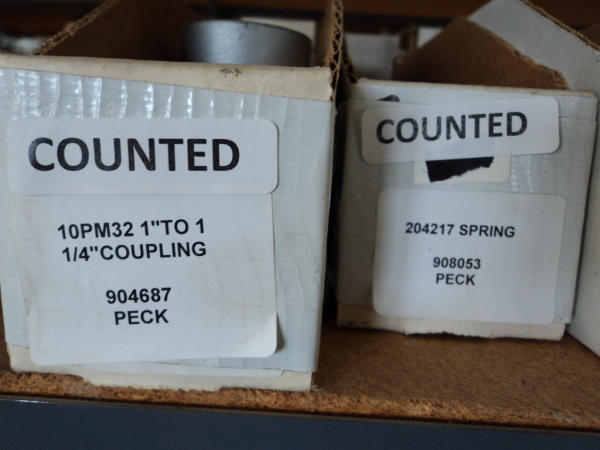 COUNTED
10PM32 1"TO 1
1/4"COUPLING
904687
PECK
COUNTED
204217 SPRING
908053
PECK